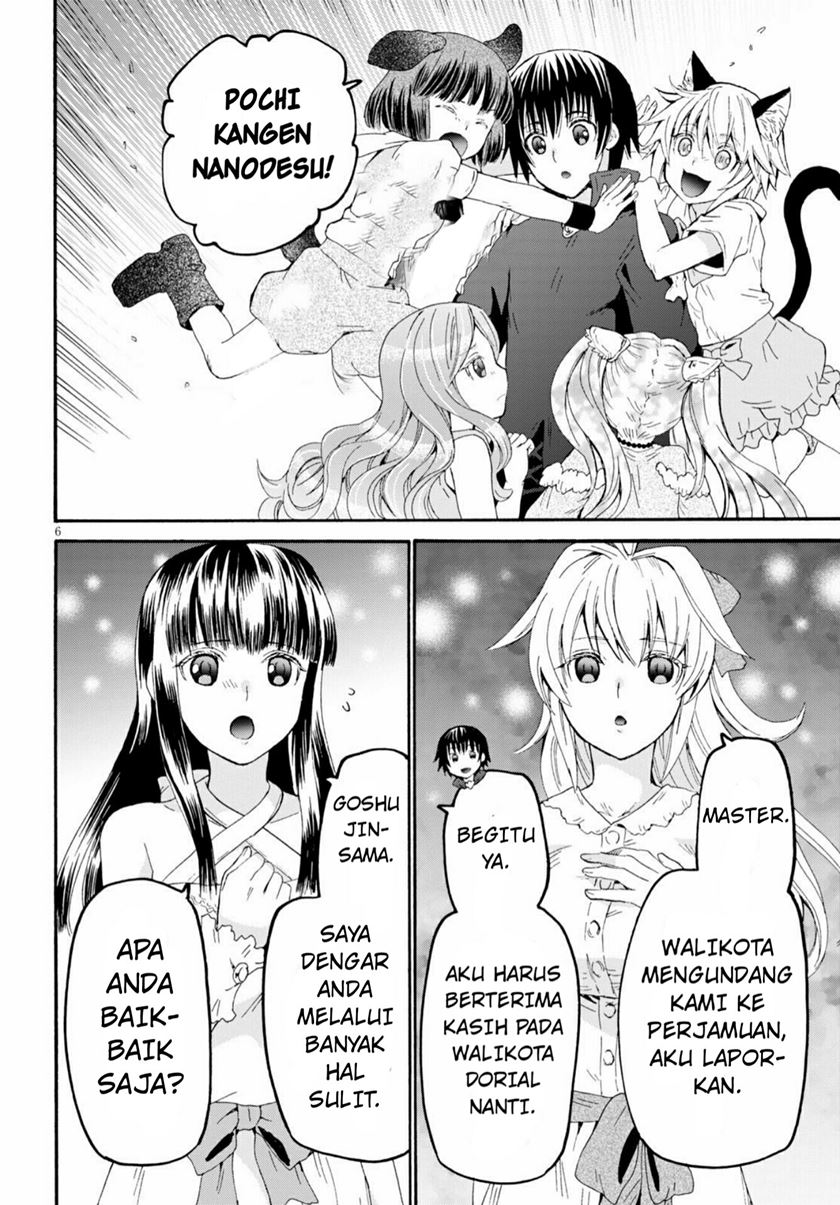 POCHI
KANGEN
NANODESU!
6
MASTER.
WALIKOTA
MENGUNDANG
KAMI KE
PERJAMUAN,
AKU LAPOR-
KAN.
BEGITU
YA.
AKU HARUS
BERTERIMA
KASIH PADA
WALIKOTA
DORIAL
NANTI.
GOSHU
JIN-
SAMA.
SAYA
DENGAR
ANDA
MELALUI
BANYAK
HAL
SULIT.
APA
ANDA
BAIK-
BAIK
SAJA?